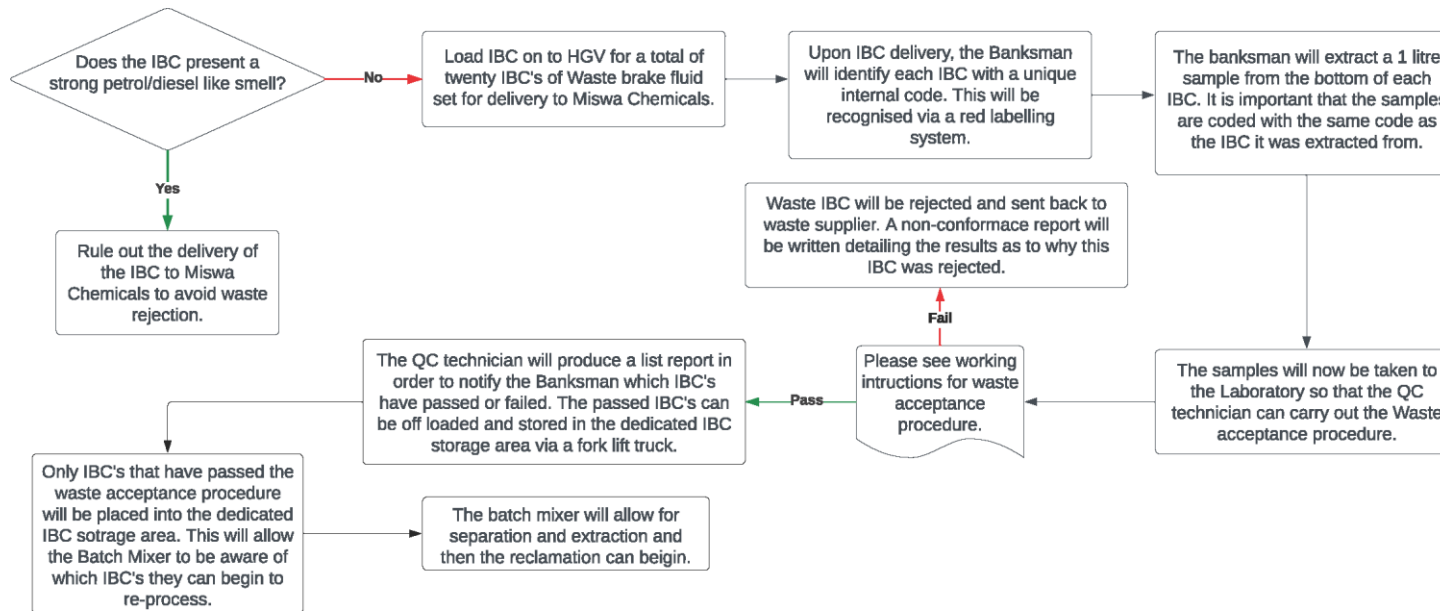 Does the IBC present a
strong petrol/diesel like smell?
No
Load IBC on to HGV for a total of
twenty IBC's of Waste brake fluid
set for delivery to Miswa Chemicals.
Upon IBC delivery, the Banksman
will identify each IBC with a unique
internal code. This will be
recognised via a red labelling
system.
The banksman will extract a 1 litre
sample from the bottom of each
IBC. It is important that the samples
are coded with the same code as
the IBC it was extracted from.
Yes
Rule out the delivery of
the IBC to Miswa
Chemicals to avoid waste
rejection.
Waste IBC will be rejected and sent back to
waste supplier. A non-conformace report will
be written detailing the results as to why this
IBC was rejected.
Fail
The samples will now be taken to
the Laboratory so that the QC
technician can carry out the Waste
acceptance procedure.
Please see working
intructions for waste
acceptance
procedure.
Pass
The QC technician will produce a list report in
order to notify the Banksman which IBC's
have passed or failed. The passed IBC's can
be off loaded and stored in the dedicated IBC
storage area via a fork lift truck.
Only IBC's that have passed the
waste acceptance procedure
will be placed into the dedicated
IBC sotrage area. This will allow
the Batch Mixer to be aware of
which IBC's they can begin to
re-process.
The batch mixer will allow for
separation and extraction and
then the reclamation can beigin.